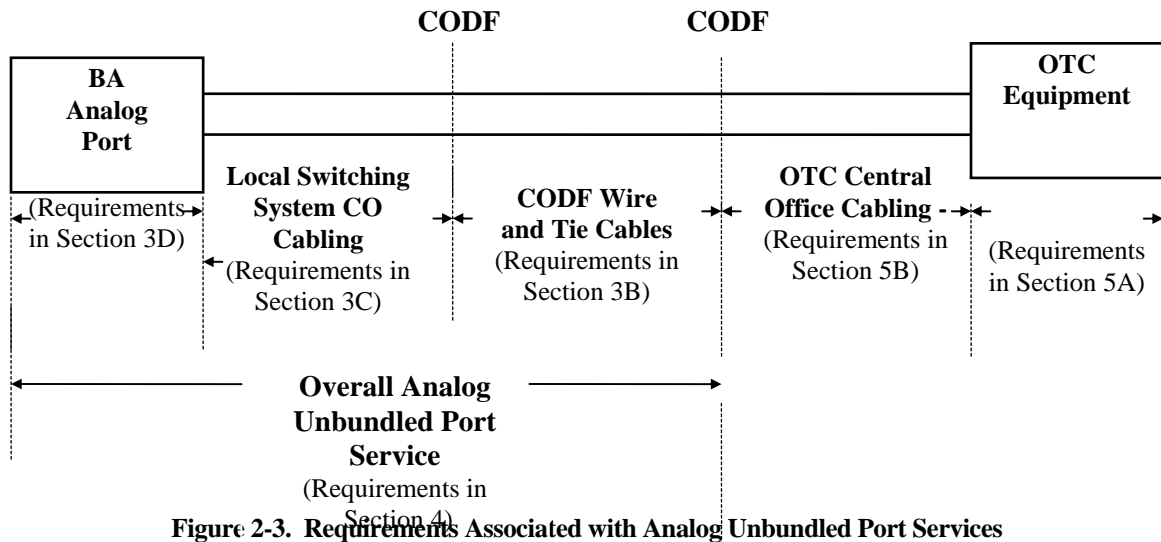 CODF
CODF
BA
Analog
Port
OTC
Equipment
(Requirements
in Section 3D)
Local Switching
System CO
Cabling
(Requirements in
Section 3C)
CODF Wire
and Tie Cables
(Requirements in
Section 3B)
OTC Central
Office Cabling -
(Requirements in
Section 5B)
(Requirements
in Section 5A)
Overall Analog
Unbundled Port
Service
(Requirements in
Section 4)
Figure 2-3. Requirements Associated with Analog Unbundled Port Services